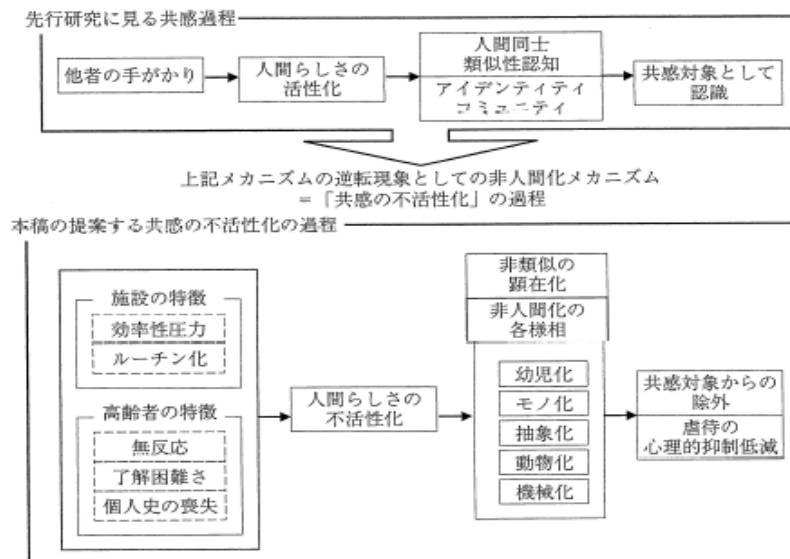 先行研究に見る共感過程
他者の手がかり
人間らしさの
活性化
人間同士
類似性認知
アイデンティティ
コミュニティ
共感対象として
認識
上記メカニズムの逆転現象としての非人間化メカニズム
=「共感の不活性化」の過程
本稿の提案する共感の不活性化の過程
施設の特徴
効率性圧力
ルーチン化
高齢者の特徴
無反応
了解困難さ
個人史の喪失
人間らしさの
不活性化
非類似の
顕在化
非人間化の
各様相
幼児化
モノ化
抽象化
動物化
機械化
共感対象からの
除外
虐待の
心理的抑制低減